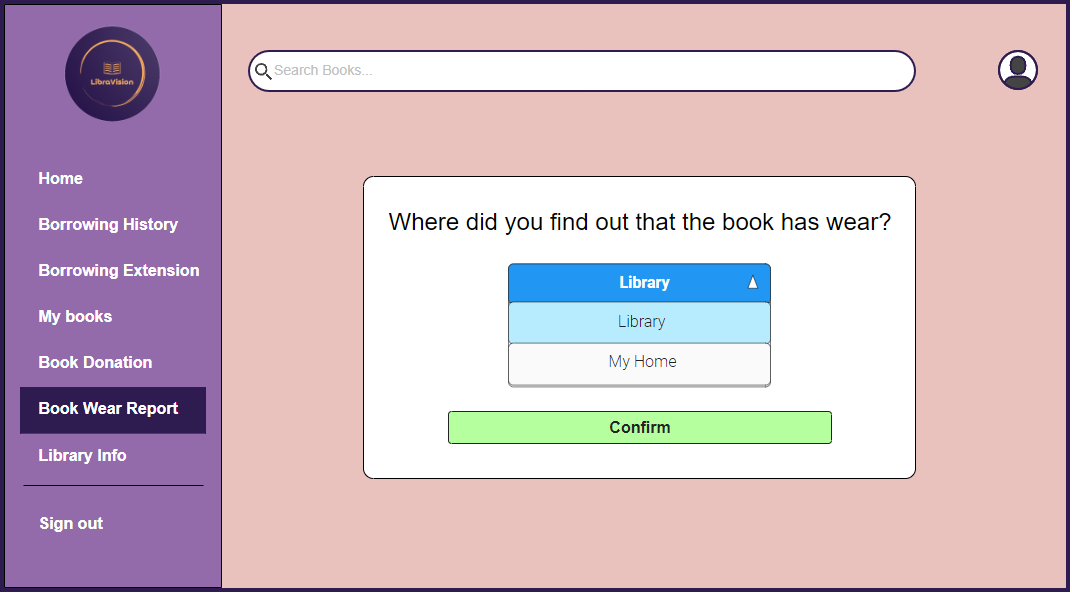 LibraVision
Home
Borrowing History
Borrowing Extension
My books
Book Donation
Book Wear Report
Library Info
Sign out
Search Books...
Where did you find out that the book has wear?
Library
Library
My Home
Confirm